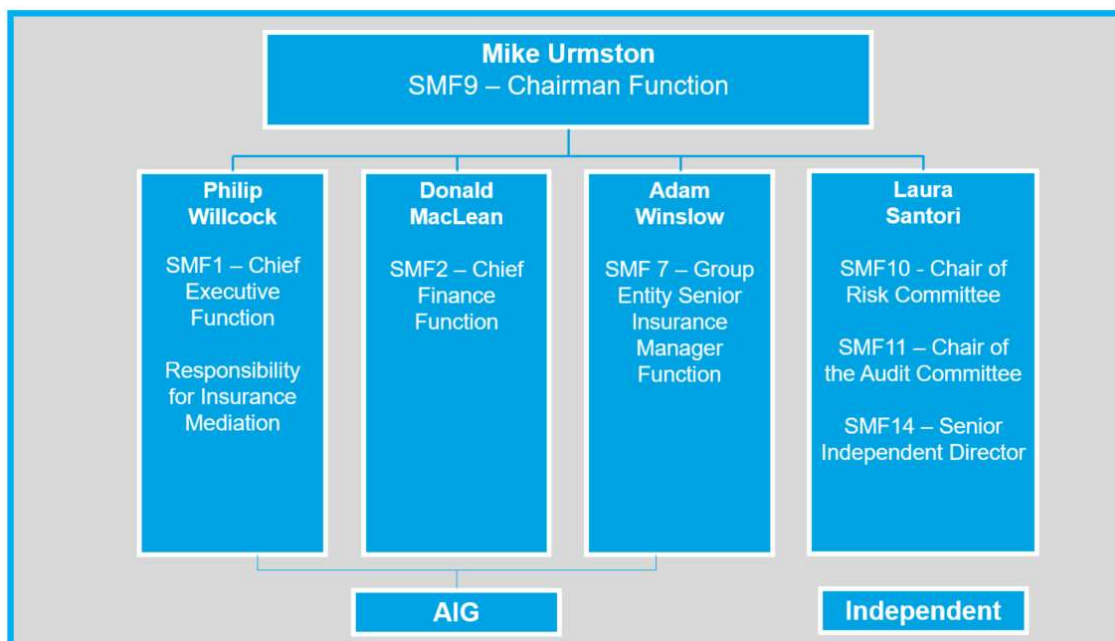 Mike Urmston
SMF9 – Chairman Function
Philip
Willcock
SMF1 – Chief
Executive
Function
Responsibility
for Insurance
Mediation
Donald
MacLean
SMF2 – Chief
Finance
Function
Adam
Winslow
SMF 7 – Group
Entity Senior
Insurance
Manager
Function
Laura
Santori
SMF10 - Chair of
Risk Committee
SMF11 – Chair of
the Audit Committee
SMF14 – Senior
Independent Director
AIG
Independent